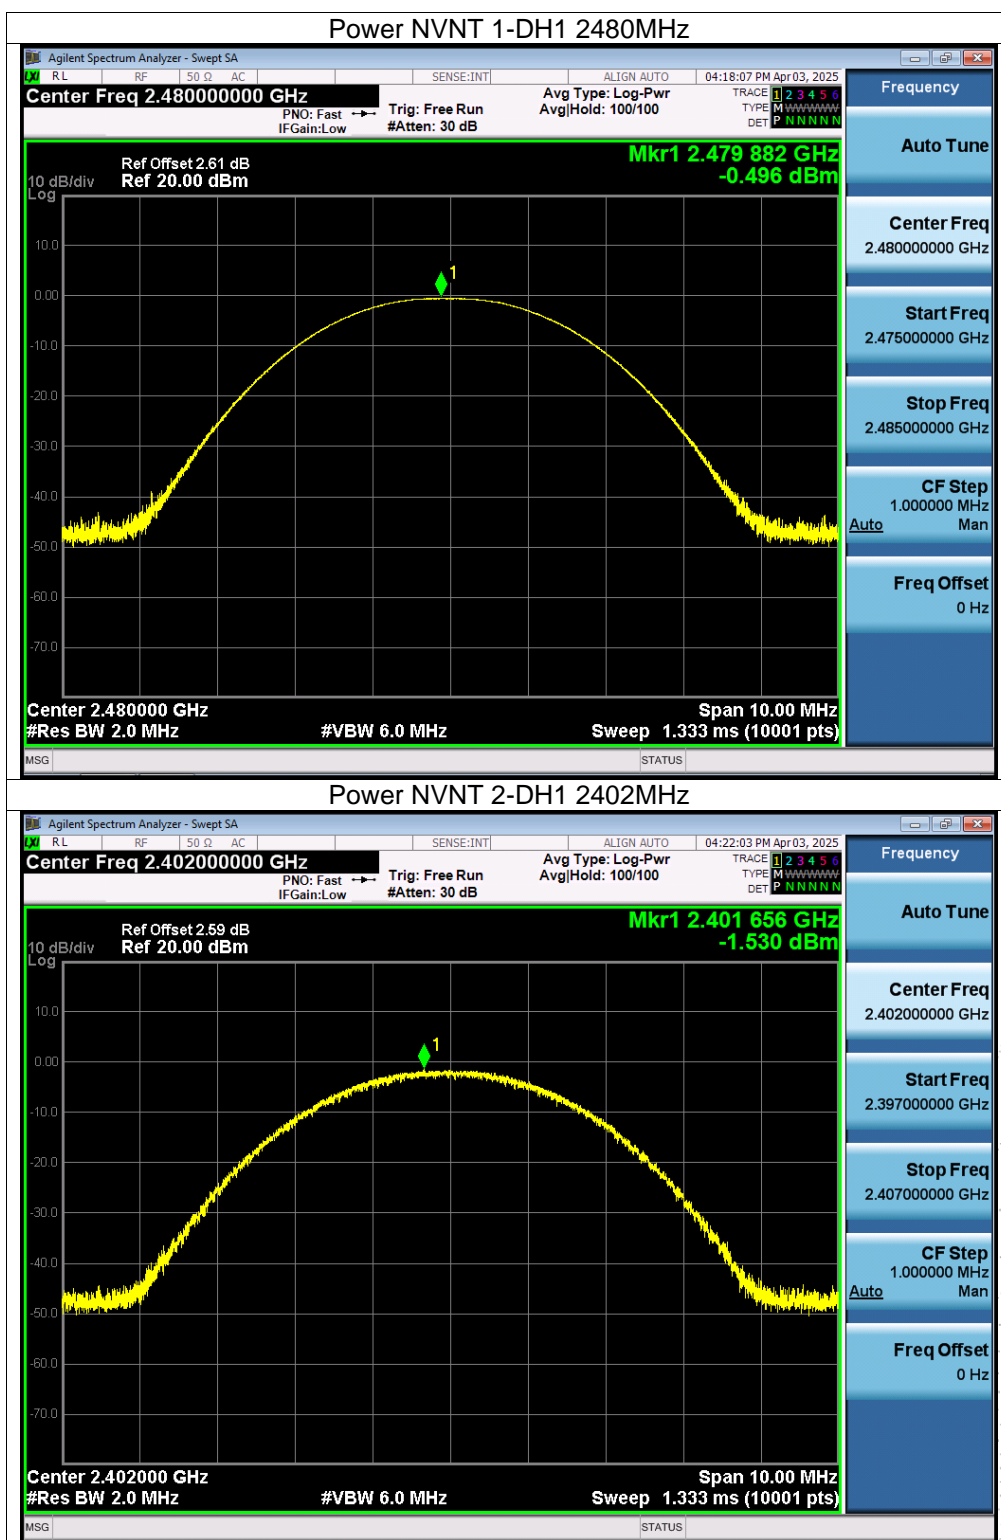 Power NVNT 1-DH1 2480MHz
Agilent Spectrum Analyzer - Swept SA
LXI RL RF 50 Ω AC SENSE:INT ALIGN AUTO 04:18:07 PM Apr 03, 2025
Center Freq 2.480000000 GHz
PNO: Fast
IFGain:Low
Trig: Free Run
#Atten: 30 dB
Avg Type: Log-Pwr
Avg|Hold: 100/100
TRACE 1 2 3 4 5 6
TYPE M WWWWW
DET P N N N N N
Ref Offset 2.61 dB
Ref 20.00 dBm
10 dB/div
Log
Mkr1 2.479 882 GHz
-0.496 dBm
10.0
0.00
-10.0
-20.0
-30.0
-40.0
-50.0
-60.0
-70.0
1
Center 2.480000 GHz
Span 10.00 MHz
#Res BW 2.0 MHz
#VBW 6.0 MHz
Sweep 1.333 ms (10001 pts)
MSG
STATUS
Frequency
Auto Tune
Center Freq
2.480000000 GHz
Start Freq
2.475000000 GHz
Stop Freq
2.485000000 GHz
CF Step
1.000000 MHz
Auto Man
Freq Offset
0 Hz
Power NVNT 2-DH1 2402MHz
Agilent Spectrum Analyzer - Swept SA
LXI RL RF 50 Ω AC SENSE:INT ALIGN AUTO 04:22:03 PM Apr 03, 2025
Center Freq 2.402000000 GHz
PNO: Fast
IFGain:Low
Trig: Free Run
#Atten: 30 dB
Avg Type: Log-Pwr
Avg|Hold: 100/100
TRACE 1 2 3 4 5 6
TYPE M WWWWW
DET P N N N N N
Ref Offset 2.59 dB
Ref 20.00 dBm
10 dB/div
Log
Mkr1 2.401 656 GHz
-1.530 dBm
10.0
0.00
-10.0
-20.0
-30.0
-40.0
-50.0
-60.0
-70.0
1
Center 2.402000 GHz
Span 10.00 MHz
#Res BW 2.0 MHz
#VBW 6.0 MHz
Sweep 1.333 ms (10001 pts)
MSG
STATUS
Frequency
Auto Tune
Center Freq
2.402000000 GHz
Start Freq
2.397000000 GHz
Stop Freq
2.407000000 GHz
CF Step
1.000000 MHz
Auto Man
Freq Offset
0 Hz